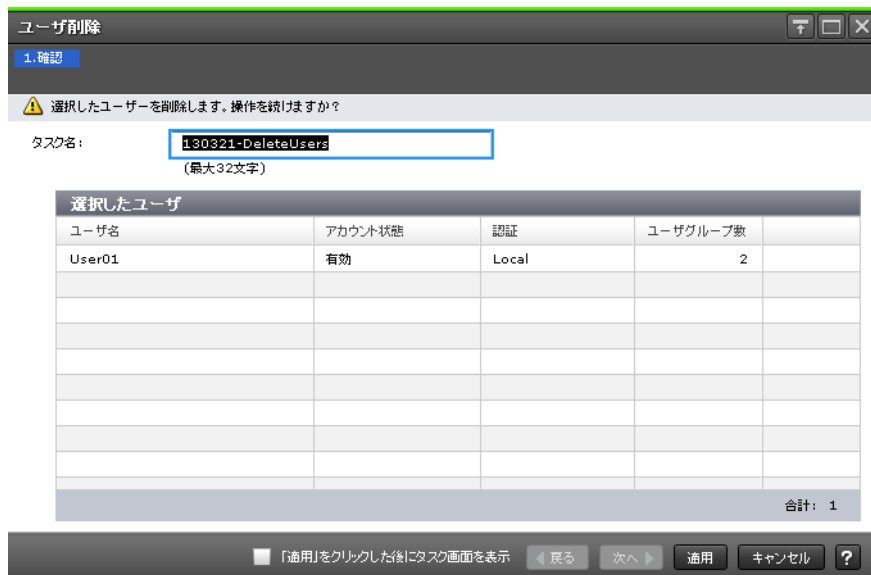 ユーザ削除
1.確認
選択したユーザーを削除します。操作を続けますか?
タスク名: 130321-DeleteUsers
(最大32文字)
選択したユーザ
ユーザ名 アカウント状態 認証 ユーザグループ数
User01 有効 Local 2
合計: 1
「適用」をクリックした後にタスク画面を表示 戻る 次へ 適用 キャンセル ?